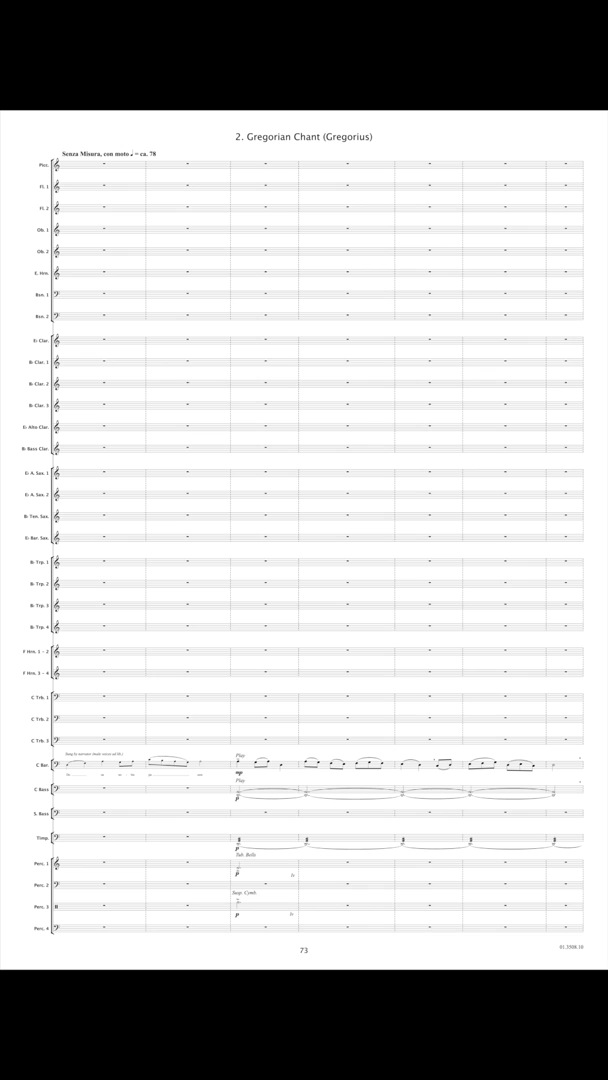 2. Gregorian Chant (Gregorius)
Senza Misura, con moto ♩ = ca. 78
Picc.
Fl. 1
Fl. 2
Ob. 1
Ob. 2
E. Hrn.
Bsn. 1
Bsn. 2
E♭ Clar.
B♭ Clar. 1
B♭ Clar. 2
B♭ Clar. 3
E♭ Alto Clar.
B♭ Bass Clar.
E♭ A. Sax. 1
E♭ A. Sax. 2
B♭ Ten. Sax.
E♭ Bar. Sax.
B♭ Trp. 1
B♭ Trp. 2
B♭ Trp. 3
B♭ Trp. 4
F Hrn. 1 - 2
F Hrn. 3 - 4
C Trb. 1
C Trb. 2
C Trb. 3
Play
C Bar.
mp
Play
C Bass
p
S. Bass
Timp.
p
Tub. Bells
Perc. 1
p
l.v.
Perc. 2
Susp. Cymb.
Perc. 3
p
l.v.
Perc. 4
73
01.3508.10